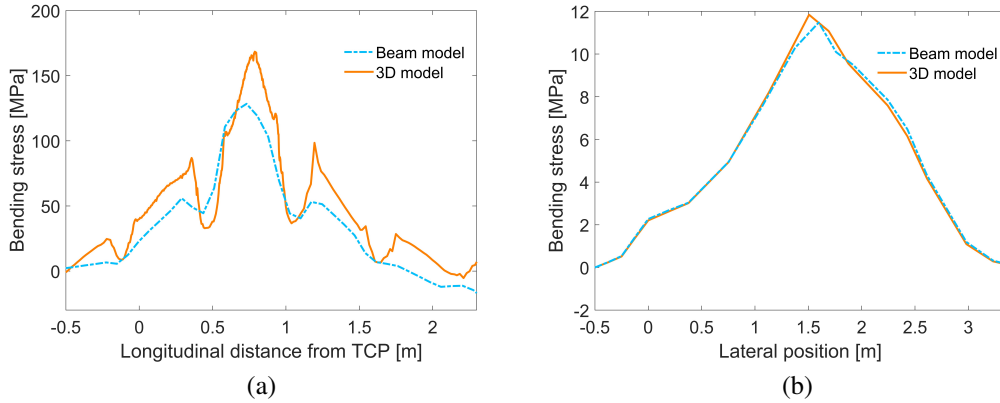 200
150
100
50
0
-0.5 0 0.5 1 1.5 2
Bending stress [MPa]
Longitudinal distance from TCP [m]
Beam model
3D model
(a)
12
10
8
6
4
2
0
-2
-0.5 0 0.5 1 1.5 2 2.5 3
Bending stress [MPa]
Lateral position [m]
Beam model
3D model
(b)